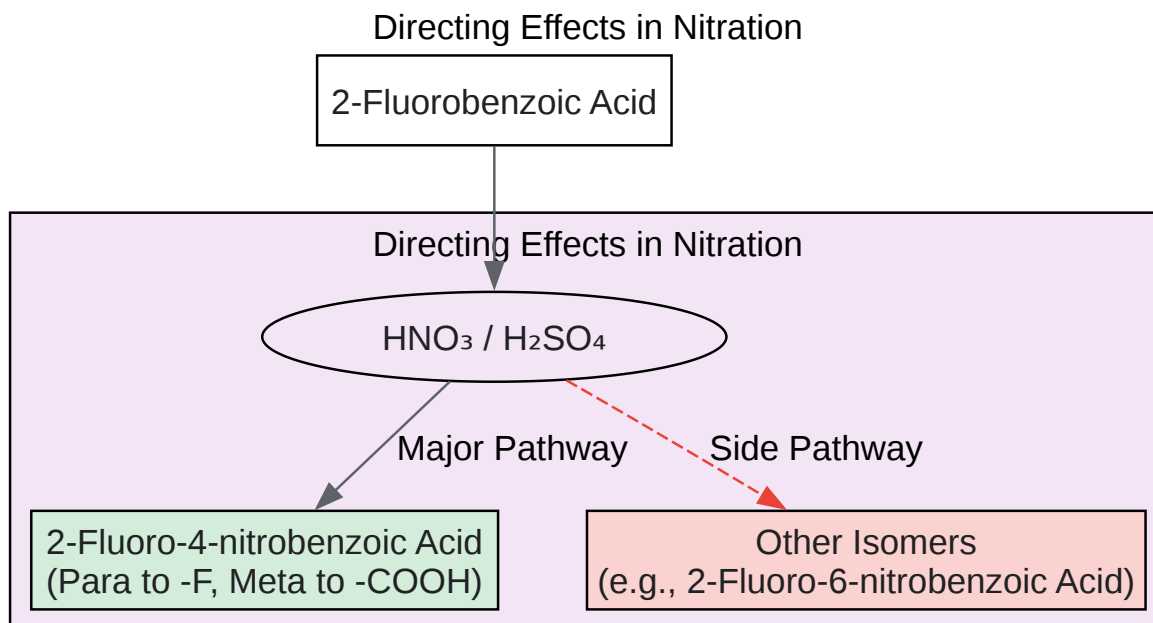 Directing Effects in Nitration
2-Fluorobenzoic Acid
Directing Effects in Nitration
HNO₃ / H₂SO₄
Major Pathway
Side Pathway
2-Fluoro-4-nitrobenzoic Acid
(Para to -F, Meta to -COOH)
Other Isomers
(e.g., 2-Fluoro-6-nitrobenzoic Acid)